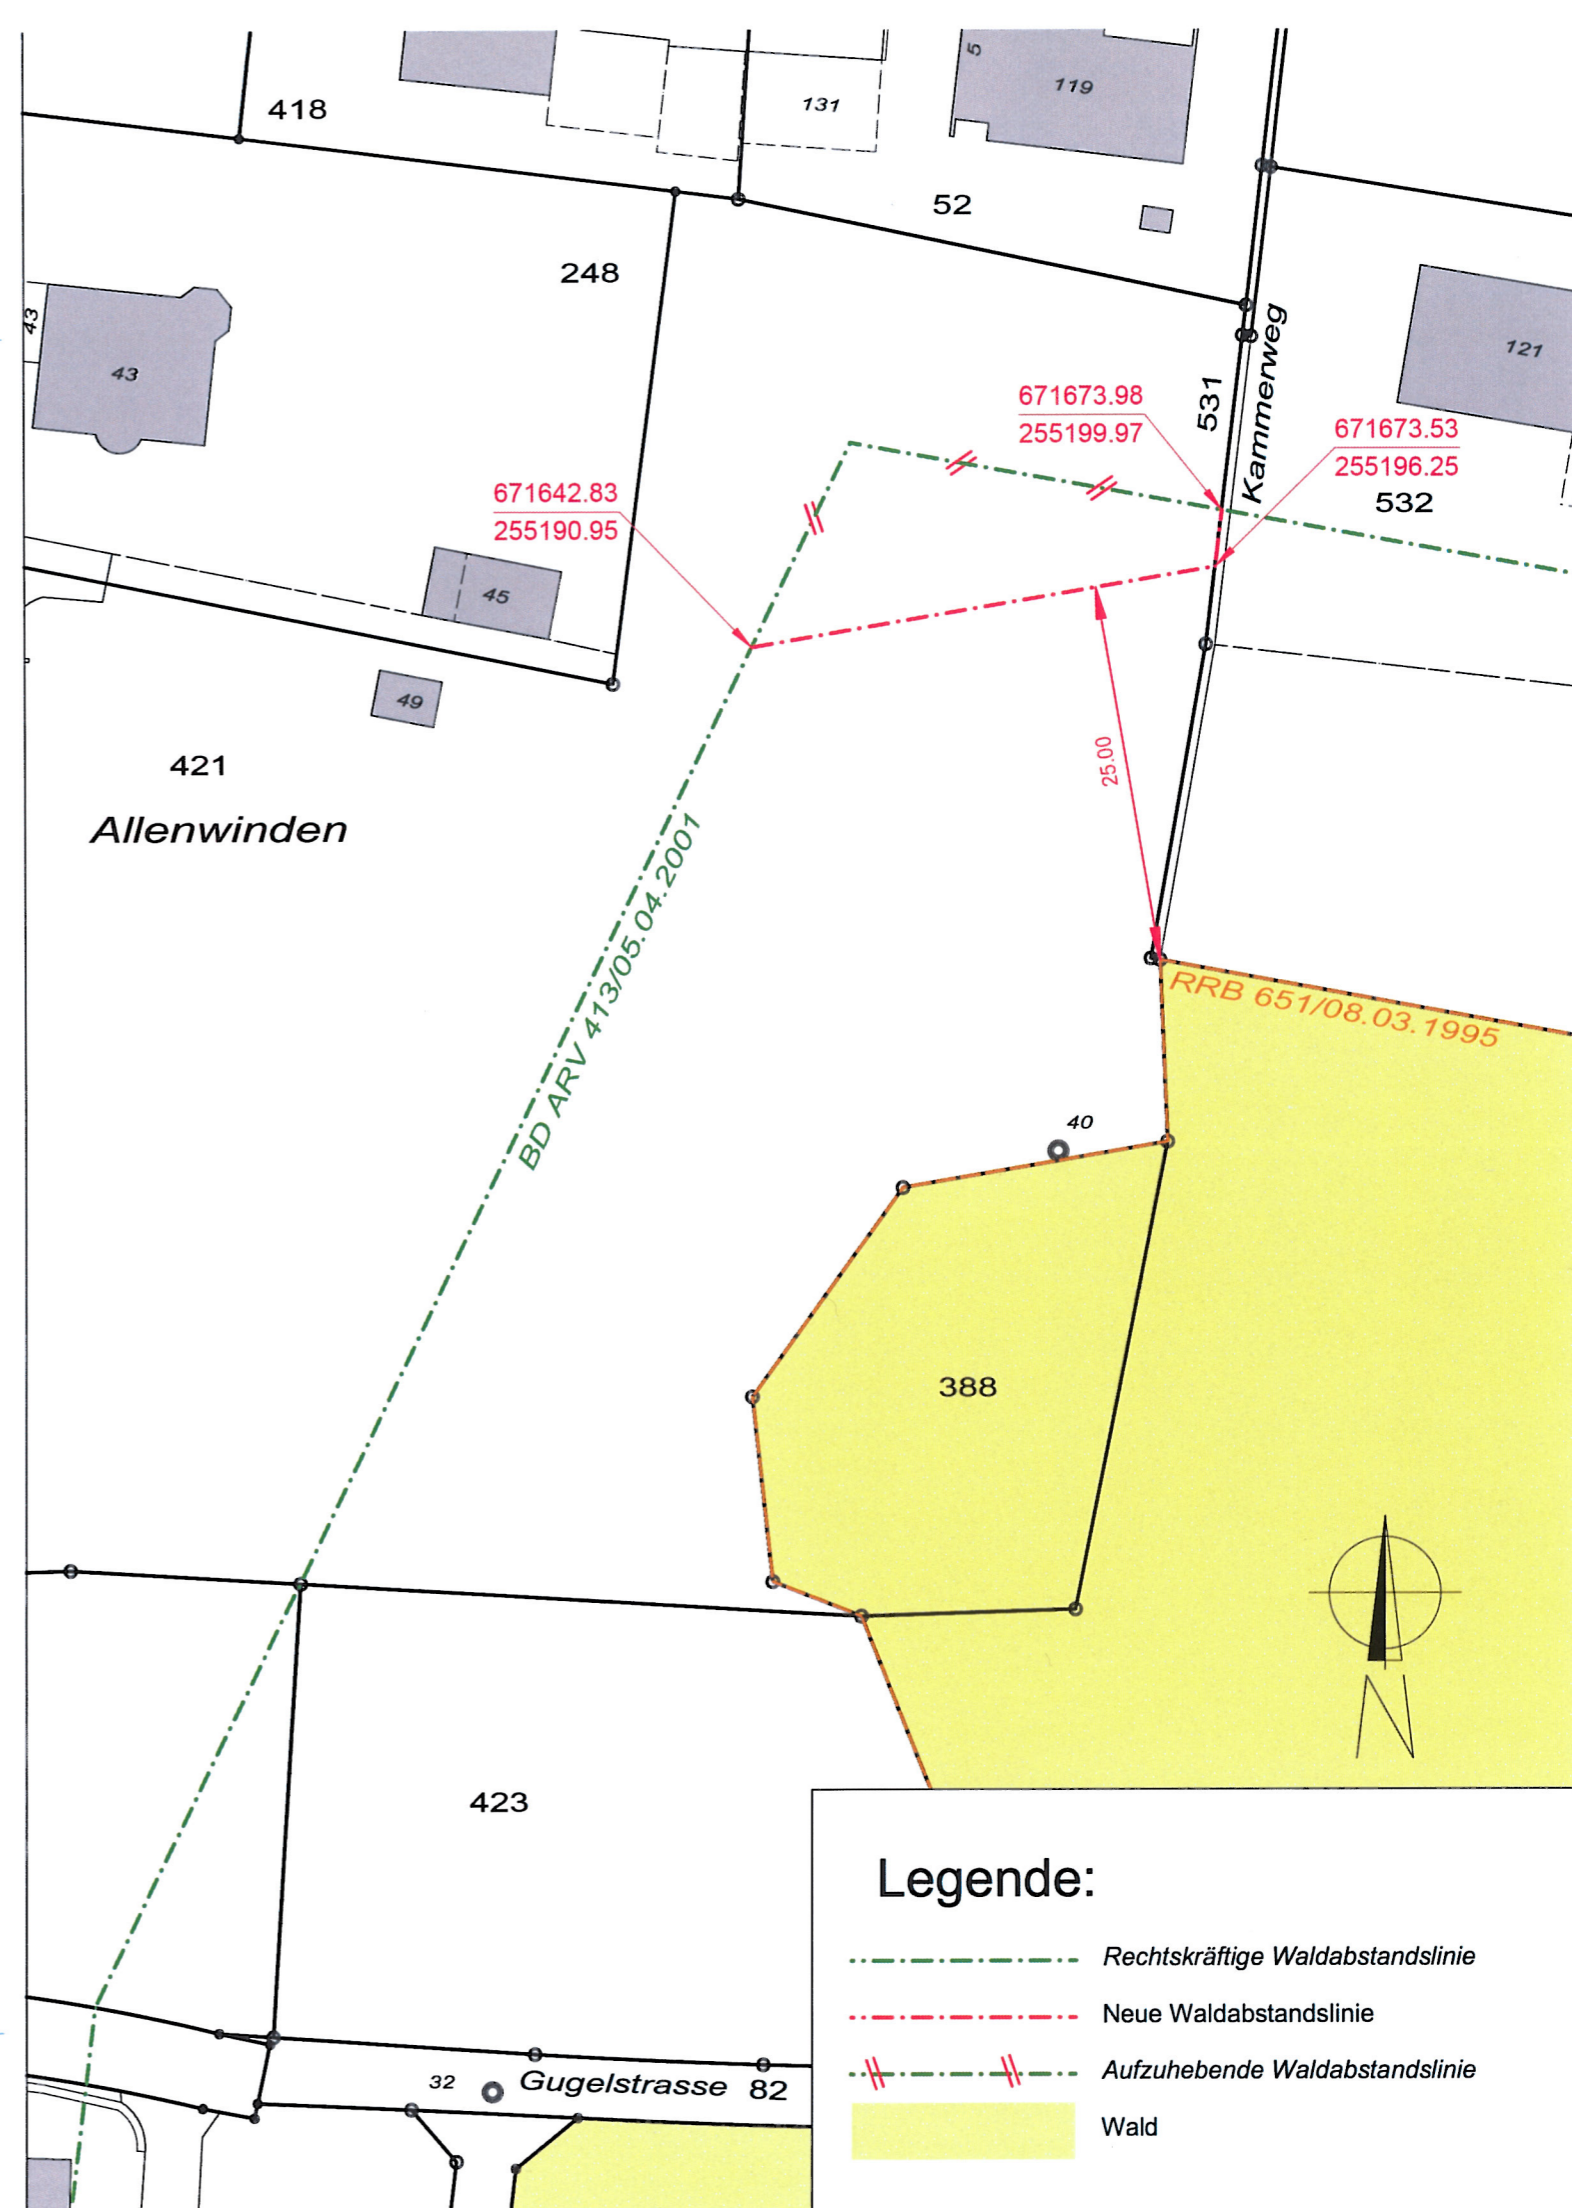 418
131
5
119
52
248
43
43
121
531
Kammerweg
671673.98
255199.97
671673.53
255196.25
532
671642.83
255190.95
45
49
421
Allenwinden
25.00
BD ARV 413/05.04.2001
RRB 651/08.03.1995
40
388
N
423
32
Gugelstrasse 82
Legende:
Rechtskräftige Waldabstandslinie
Neue Waldabstandslinie
Aufzuhebende Waldabstandslinie
Wald